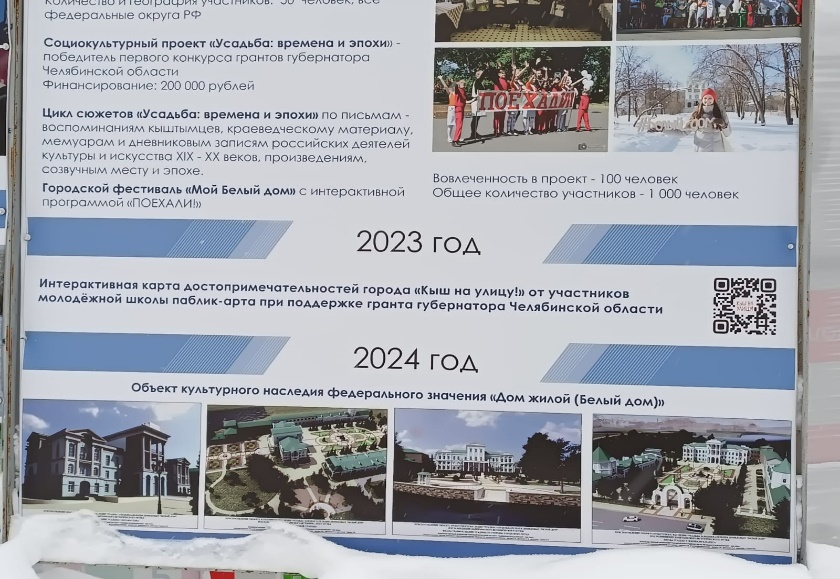 Количество и география участников: 50 человек, все
федеральные округа РФ
Социокультурный проект «Усадьба: времена и эпохи» -
победитель первого конкурса грантов губернатора
Челябинской области
Финансирование: 200 000 рублей
Цикл сюжетов «Усадьба: времена и эпохи» по письмам -
воспоминаниям кыштымцев, краеведческому материалу,
мемуарам и дневниковым записям российских деятелей
культуры и искусства XIX - XX веков, произведениям,
созвучным месту и эпохе.
Городской фестиваль «Мой Белый дом» с интерактивной
программой «ПОЕХАЛИ!»
ПОЕХАЛИ!
Вовлеченность в проект - 100 человек
Общее количество участников - 1 000 человек
2023 год
Интерактивная карта достопримечательностей города «Кыш на улицу!» от участников
молодёжной школы паблик-арта при поддержке гранта губернатора Челябинской области
2024 год
Объект культурного наследия федерального значения «Дом жилой (Белый дом)»